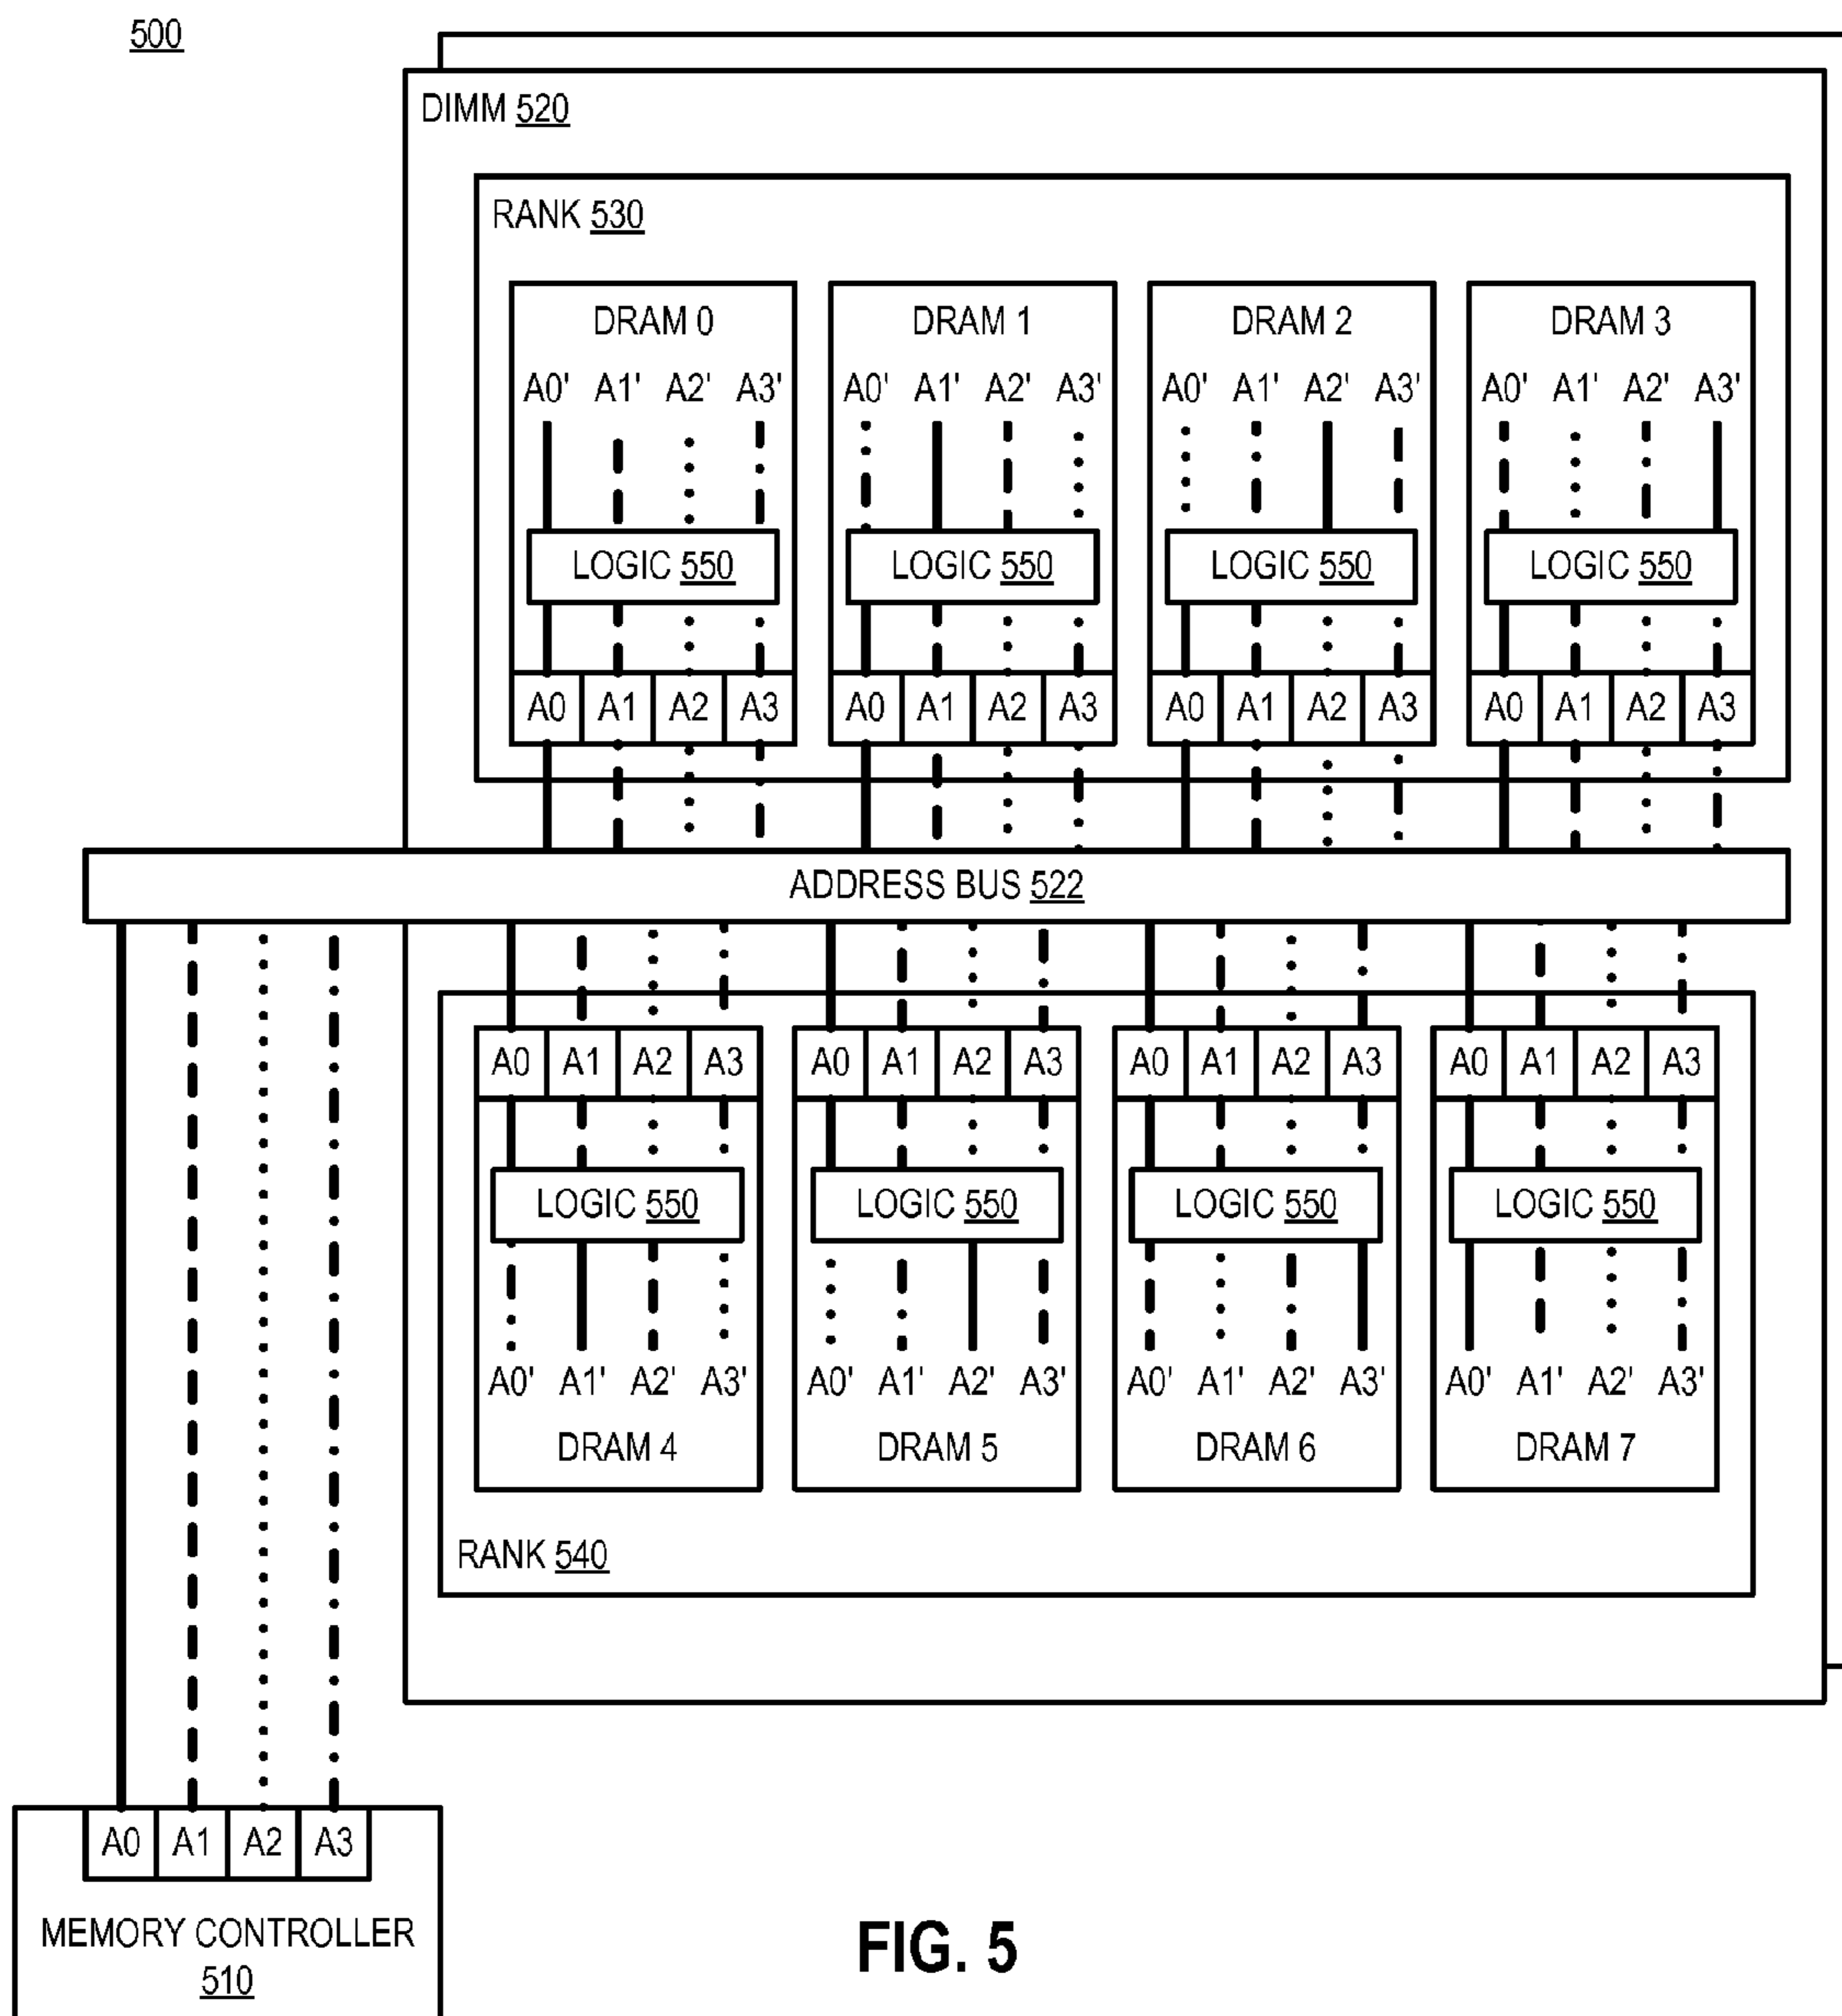 500
DIMM 520
RANK 530
DRAM 0 DRAM 1 DRAM 2 DRAM 3
A0' A1' A2' A3' A0' A1' A2' A3' A0' A1' A2' A3' A0' A1' A2' A3'
LOGIC 550 LOGIC 550 LOGIC 550 LOGIC 550
A0 A1 A2 A3 A0 A1 A2 A3 A0 A1 A2 A3 A0 A1 A2 A3
ADDRESS BUS 522
A0 A1 A2 A3 A0 A1 A2 A3 A0 A1 A2 A3 A0 A1 A2 A3
LOGIC 550 LOGIC 550 LOGIC 550 LOGIC 550
A0' A1' A2' A3' A0' A1' A2' A3' A0' A1' A2' A3' A0' A1' A2' A3'
DRAM 4 DRAM 5 DRAM 6 DRAM 7
RANK 540
A0 A1 A2 A3
MEMORY CONTROLLER
510
FIG. 5